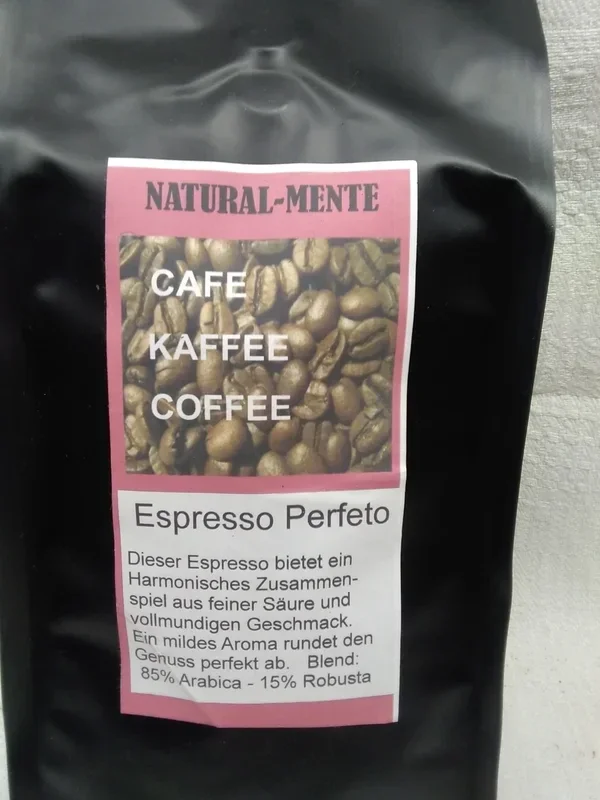 NATURAL-MENTE
CAFE
KAFFEE
COFFEE
Espresso Perfeto
Dieser Espresso bietet ein
Harmonisches Zusammen-
spiel aus feiner Säure und
vollmundigen Geschmack.
Ein mildes Aroma rundet den
Genuss perfekt ab. Blend:
85% Arabica - 15% Robusta